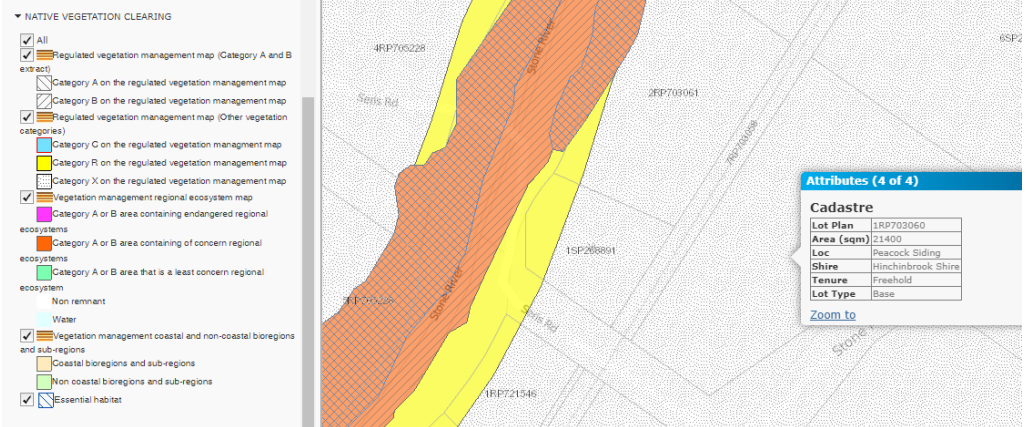 NATIVE VEGETATION CLEARING
All
Regulated vegetation management map (Category A and B
extract)
Category A on the regulated vegetation management map
Category B on the regulated vegetation management map
Regulated vegetation management map (Other vegetation
categories)
Category C on the regulated vegetation managment map
Category R on the regulated vegetation management map
Category X on the regulated vegetation management map
Vegetation management regional ecosystem map
Category A or B area containing endangered regional
ecosystems
Category A or B area containing of concern regional
ecosystems
Category A or B area that is a least concern regional
ecosystem
Non remnant
Water
Vegetation management coastal and non-coastal bioregions
and sub-regions
Coastal bioregions and sub-regions
Non coastal bioregions and sub-regions
Essential habitat
4RP705228
Stone River
Seris Rd
2RP703061
7RP703058
1SP268891
Stone River
Seris Rd
1RP721546
Stone
Attributes (4 of 4)
Cadastre
Lot Plan 1RP703060
Area (sqm) 21400
Loc Peacock Siding
Shire Hinchinbrook Shire
Tenure Freehold
Lot Type Base
Zoom to